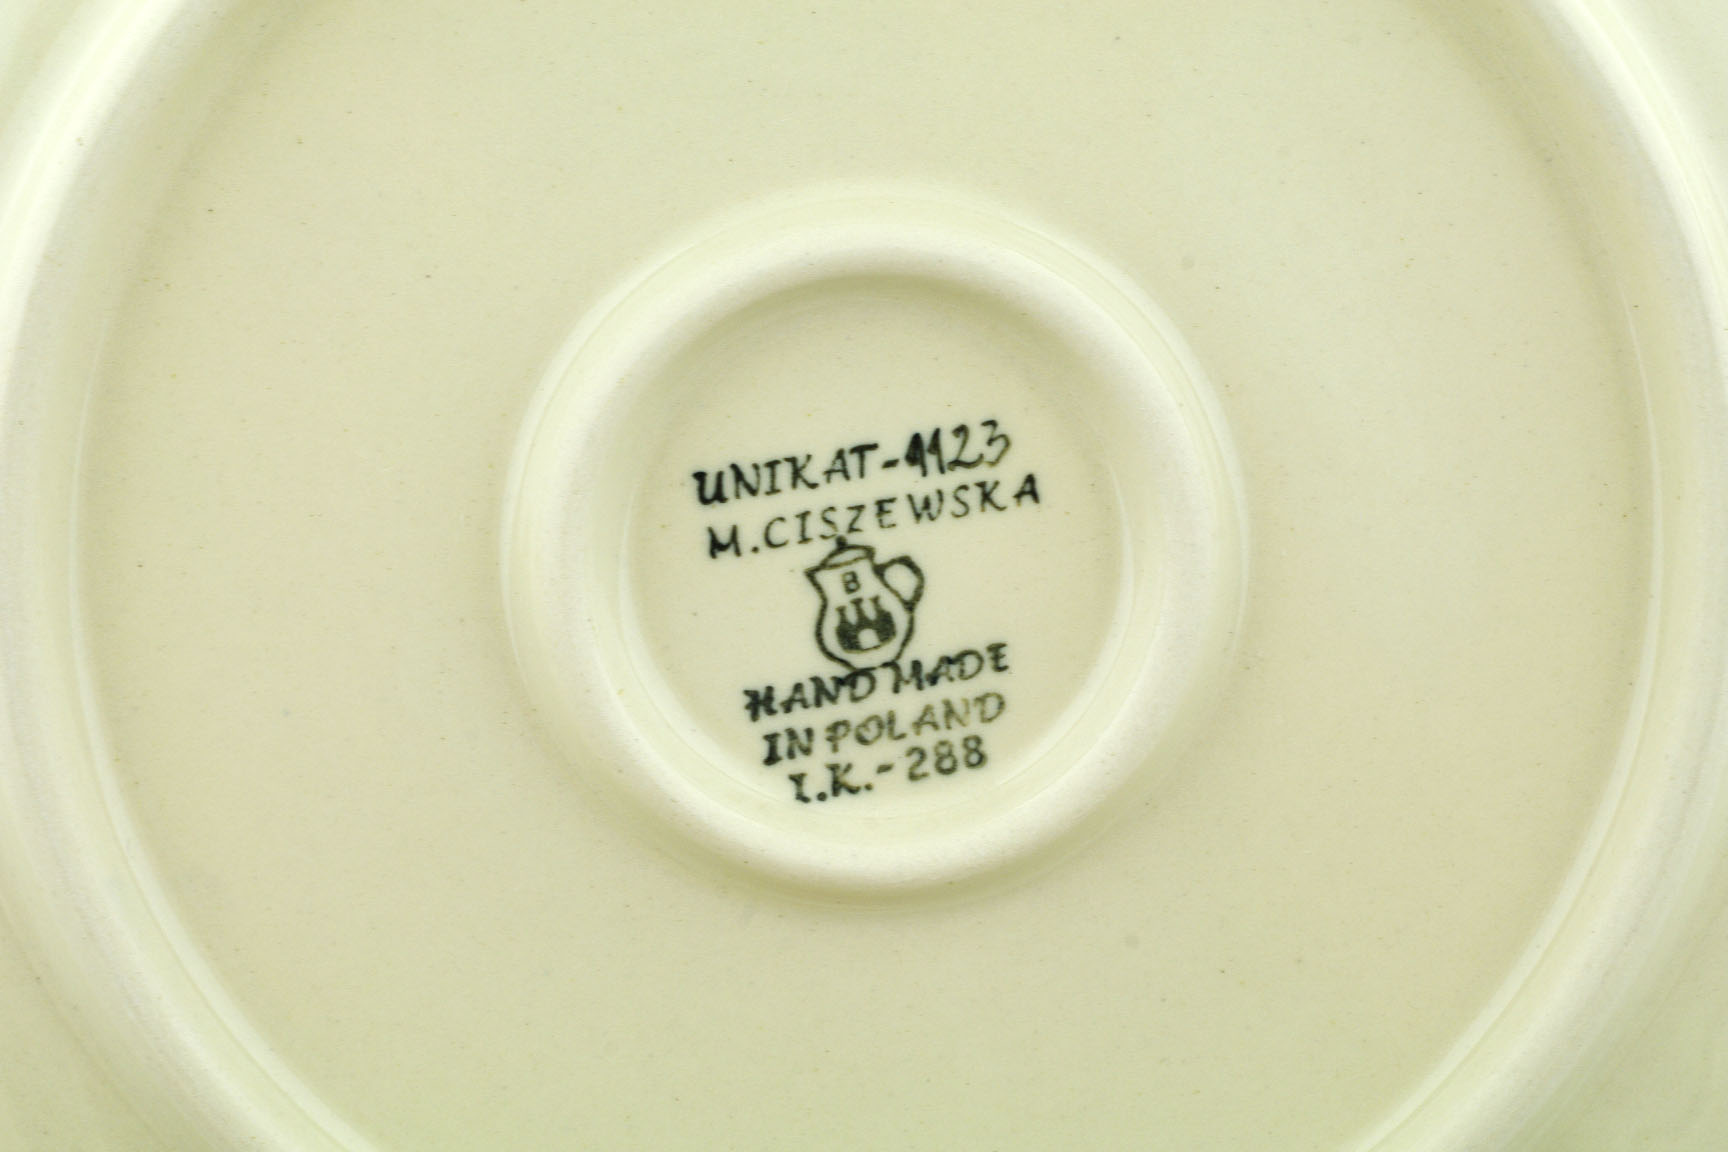 UNIKAT-1123
M.CISZEWSKA
B
HAND MADE
IN POLAND
I.K.-288